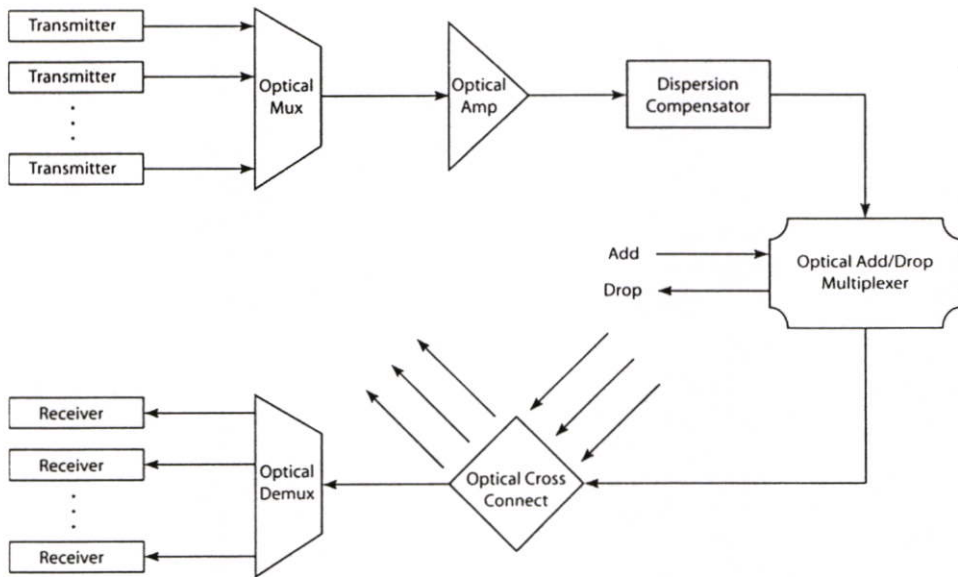 Transmitter
Transmitter
Transmitter
Optical
Mux
Optical
Amp
Dispersion
Compensator
Add
Drop
Optical Add/Drop
Multiplexer
Optical Cross
Connect
Optical
Demux
Receiver
Receiver
Receiver